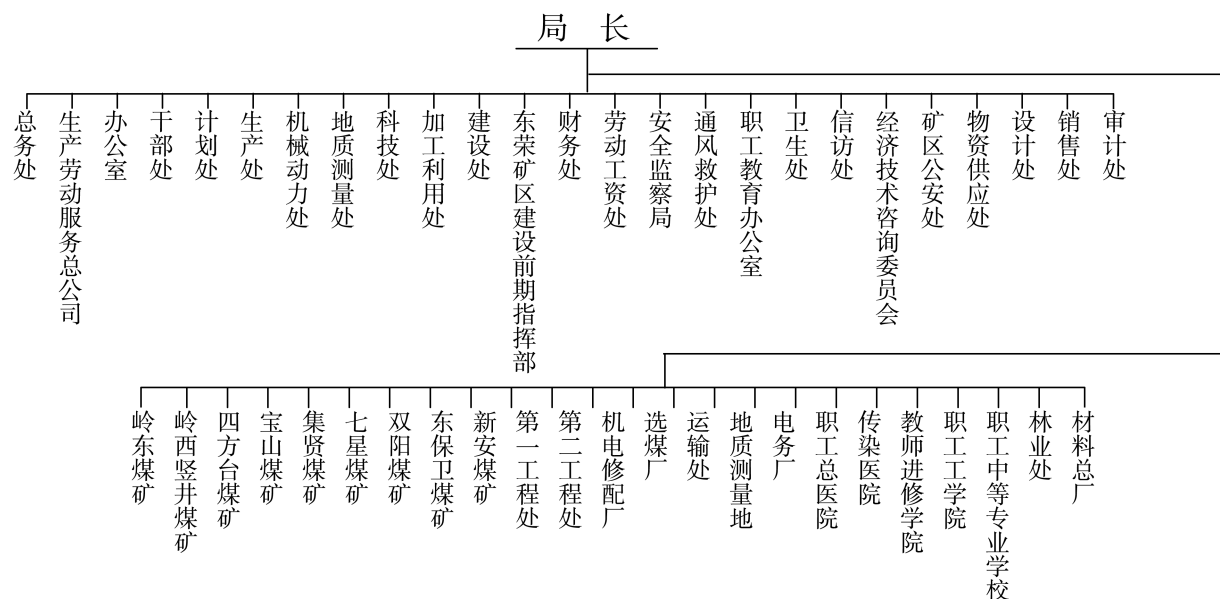 局 长
总务处
生产劳动服务总公司
办公室
干部处
计划处
生产处
机械动力处
地质测量处
科技处
加工利用处
建设处
东荣矿区建设前期指挥部
财务处
劳动工资处
安全监察局
通风救护处
职工教育办公室
卫生处
信访处
经济技术咨询委员会
矿区公安处
物资供应处
设计处
销售处
审计处
岭东煤矿
岭西竖井煤矿
四方台煤矿
宝山煤矿
集贤煤矿
七星煤矿
双阳煤矿
东保卫煤矿
新安煤矿
第一工程处
第二工程处
机电修配厂
选煤厂
运输处
地质测量地
电务厂
职工总医院
传染医院
教师进修学院
职工工学院
职工中等专业学校
林业处
材料总厂